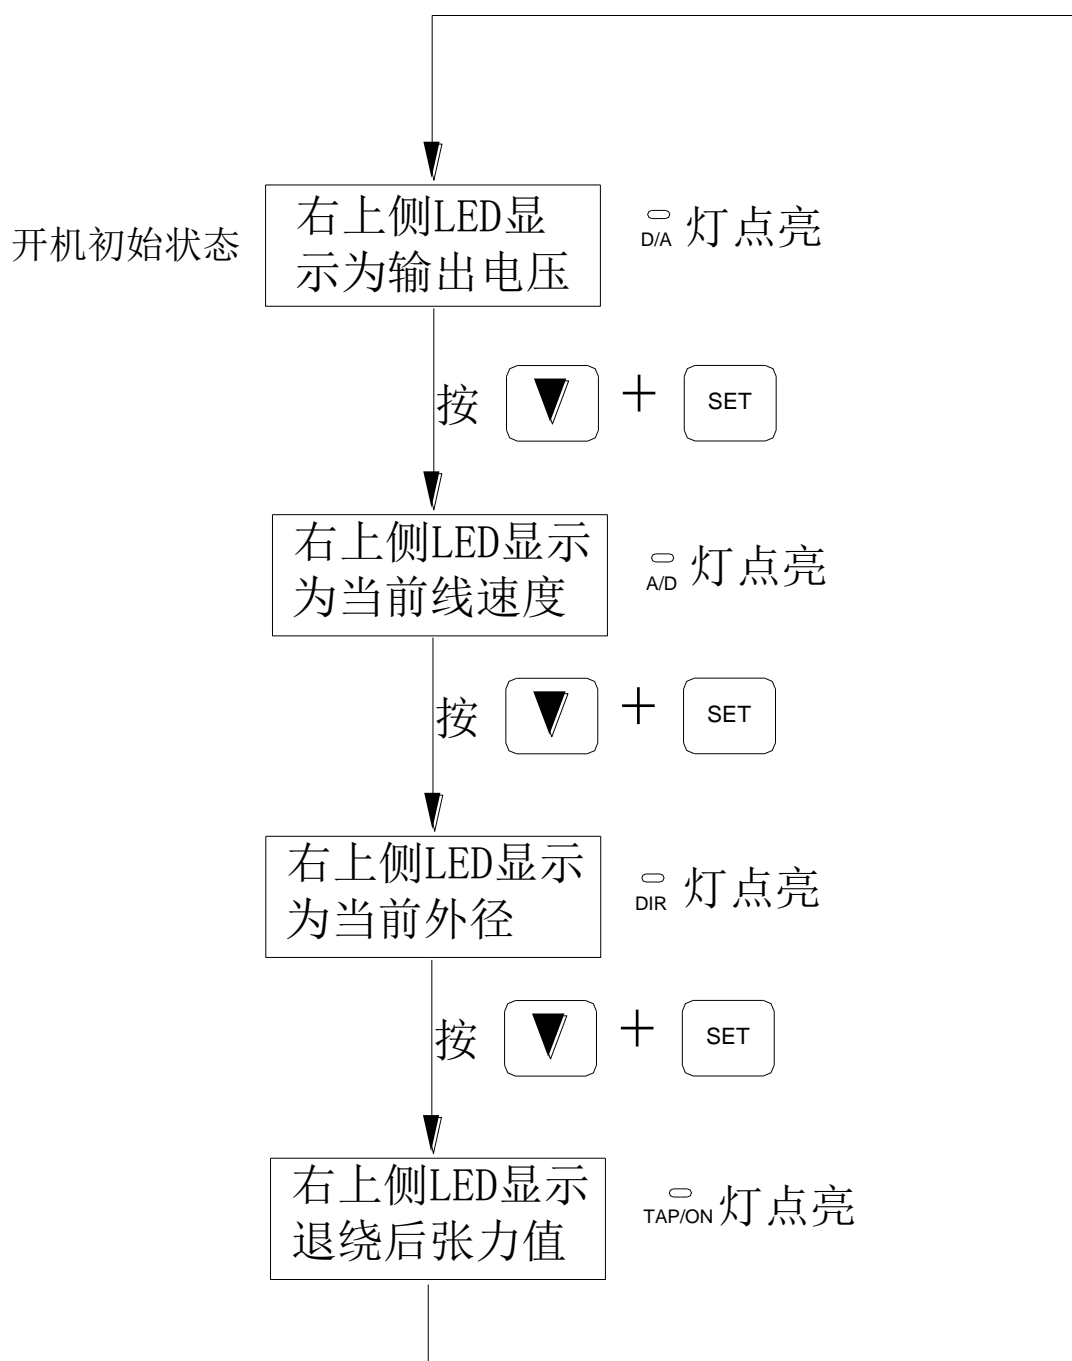 右上侧LED显
示为输出电压
开机初始状态
D/A 灯点亮
按 ▼ + SET
右上侧LED显示
为当前线速度
A/D 灯点亮
按 ▼ + SET
右上侧LED显示
为当前外径
DIR 灯点亮
按 ▼ + SET
右上侧LED显示
退绕后张力值
TAP/ON 灯点亮